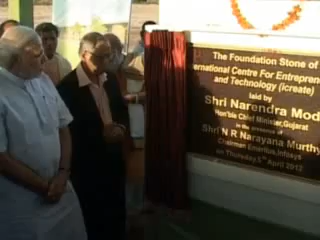 The Foundation Stone of
International Centre For Entrepren
and Technology (icreate)
laid by
Shri Narendra Modi
Hon'ble Chief Minister, Gujarat
in the presence of
Shri N R Narayana Murthy
Chairman Emeritus, Infosys
on Thursday, 5th April 2012